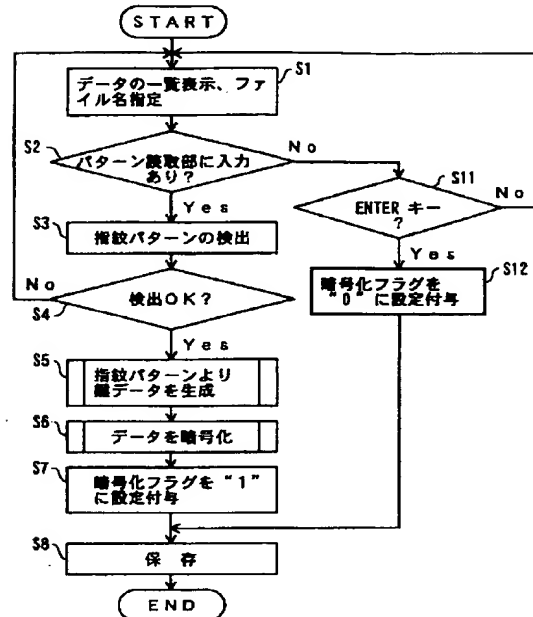 START
S1
データの一覧表示、ファ
イル名指定
S2
パターン読取部に入力
あり?
No
Yes
S11
ENTER キー
?
No
Yes
S3
指紋パターンの検出
S12
暗号化フラグを
“0”に設定付与
No
S4
検出OK?
Yes
S5
指紋パターンより
鍵データを生成
S6
データを暗号化
S7
暗号化フラグを“1”
に設定付与
S8
保 存
END